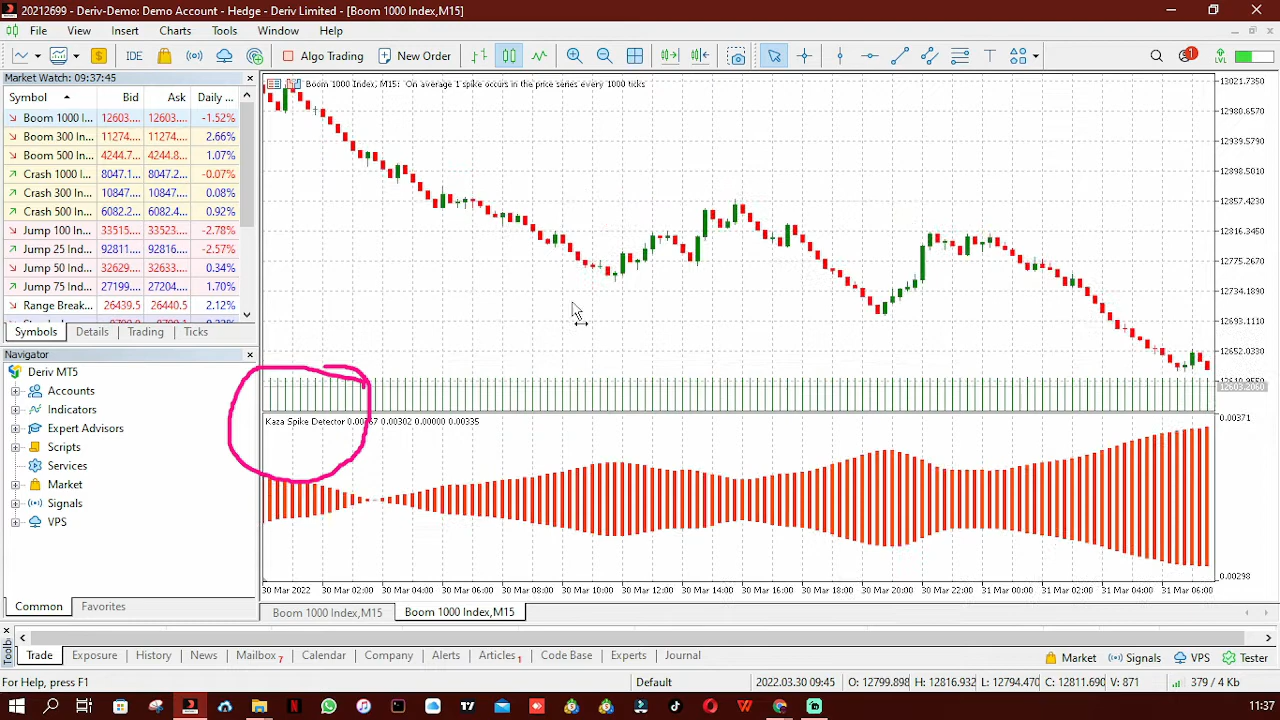 20212699 - Deriv-Demo: Demo Account - Hedge - Deriv Limited - [Boom 1000 Index,M15]
File View Insert Charts Tools Window Help
IDE Algo Trading New Order 1 LVL
Market Watch: 09:37:45
Symbol Bid Ask Daily ...
Boom 1000 I... 12603.... 12603.... -1.52%
Boom 300 In... 11274.... 11274.... 2.66%
Boom 500 In... 4244.7... 4244.8... 1.07%
Crash 1000 I... 8047.1... 8047.2... -0.07%
Crash 300 In... 10847.... 10847.... 0.08%
Crash 500 In... 6082.2... 6082.4... 0.92%
Jump 100 In... 33515.... 33523.... -2.78%
Jump 25 Ind... 92811.... 92816.... -2.57%
Jump 50 Ind... 32629.... 32633.... 0.34%
Jump 75 Ind... 27199.... 27204.... 1.70%
Range Break... 26439.5 26440.5 2.12%
Symbols Details Trading Ticks
Navigator
Deriv MT5
Accounts
Indicators
Expert Advisors
Scripts
Services
Market
Signals
VPS
Common Favorites
Boom 1000 Index, M15: On average 1 spike occurs in the price series every 1000 ticks
13021.7350
12980.6570
12939.5790
12898.5010
12857.4230
12816.3450
12775.2670
12734.1890
12693.1110
12652.0330
12603.2060
Kaza Spike Detector 0.00367 0.00302 0.00000 0.00335
0.00371
0.00298
30 Mar 2022 30 Mar 02:00 30 Mar 04:00 30 Mar 06:00 30 Mar 08:00 30 Mar 10:00 30 Mar 12:00 30 Mar 14:00 30 Mar 16:00 30 Mar 18:00 30 Mar 20:00 30 Mar 22:00 31 Mar 00:00 31 Mar 02:00 31 Mar 04:00 31 Mar 06:00
Boom 1000 Index,M15 Boom 1000 Index,M15
Toolb
Trade Exposure History News Mailbox 7 Calendar Company Alerts Articles 1 Code Base Experts Journal Market Signals VPS Tester
For Help, press F1 Default 2022.03.30 09:45 O: 12799.898 H: 12816.932 L: 12794.470 C: 12811.690 V: 871 379 / 4 Kb
11:37